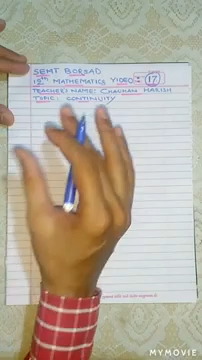 SEMT BORSAD
12th MATHEMATICS VIDEO: 17
TEACHER'S NAME: CHAUHAN HARISH
TOPIC: CONTINUITY
MYMOVIE